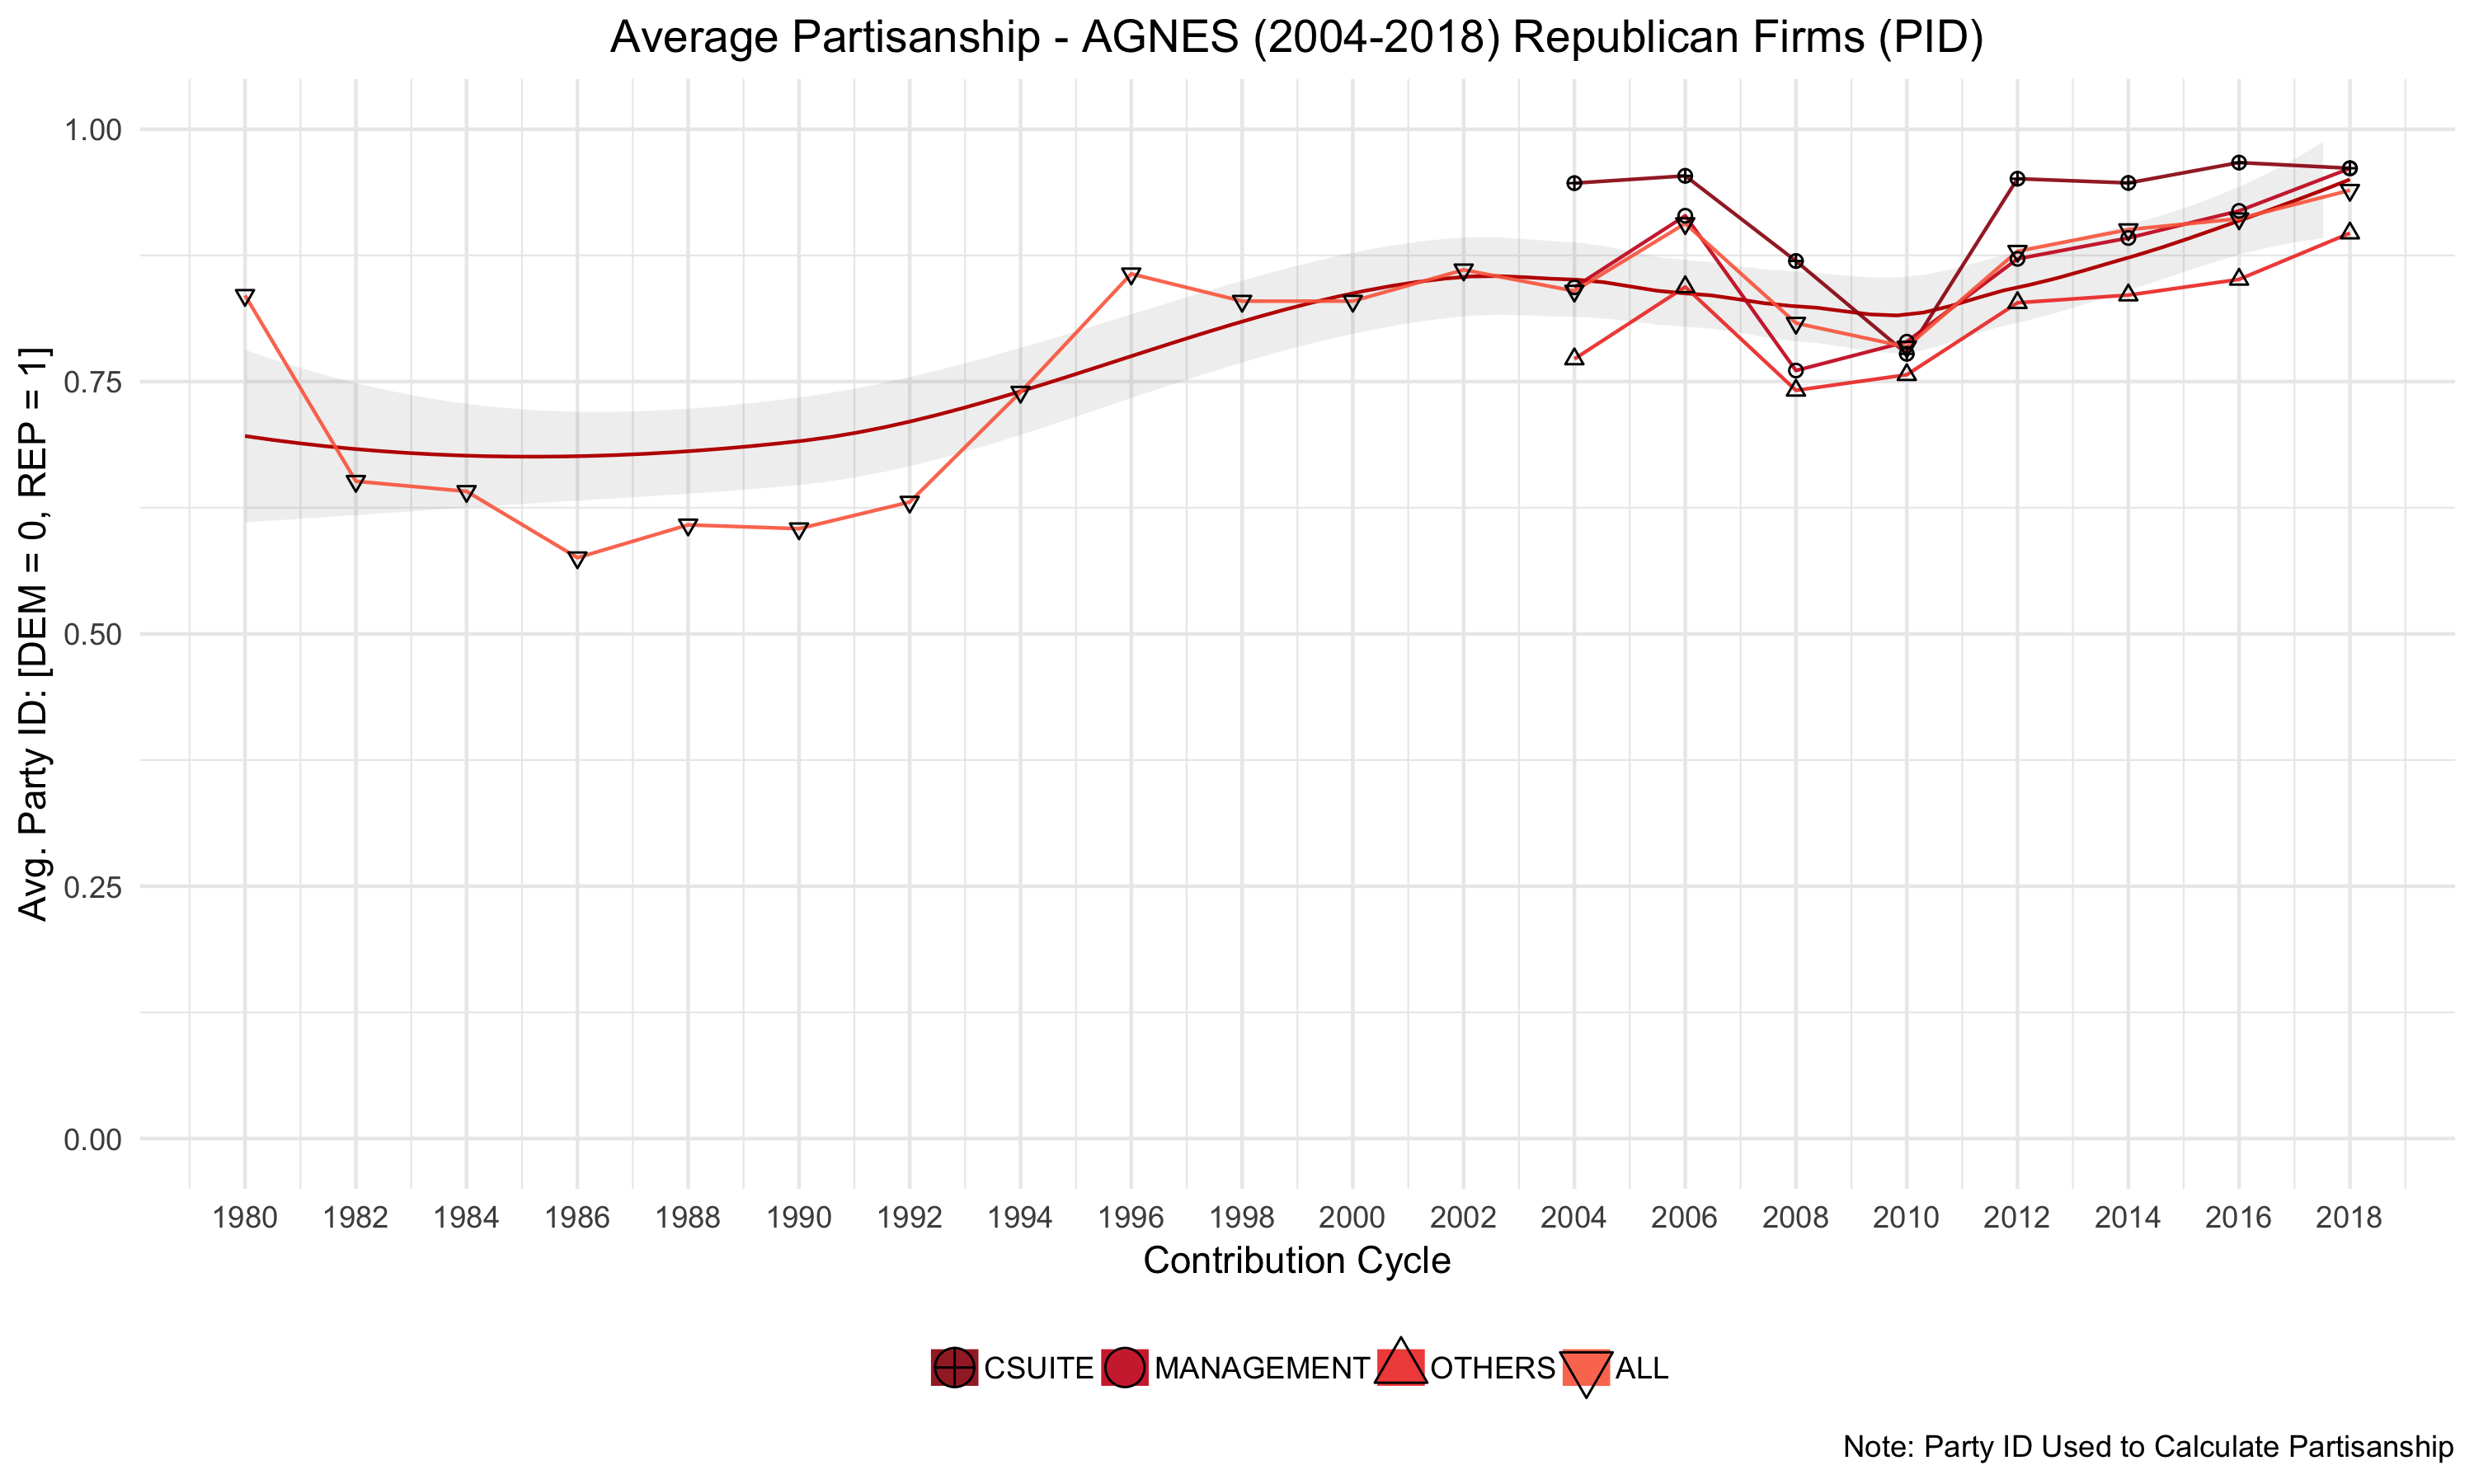 Average Partisanship - AGNES (2004-2018) Republican Firms (PID)
Avg. Party ID: [DEM = 0, REP = 1]
1.00
0.75
0.50
0.25
0.00
1980 1982 1984 1986 1988 1990 1992 1994 1996 1998 2000 2002 2004 2006 2008 2010 2012 2014 2016 2018
Contribution Cycle
CSUITE MANAGEMENT OTHERS ALL
Note: Party ID Used to Calculate Partisanship